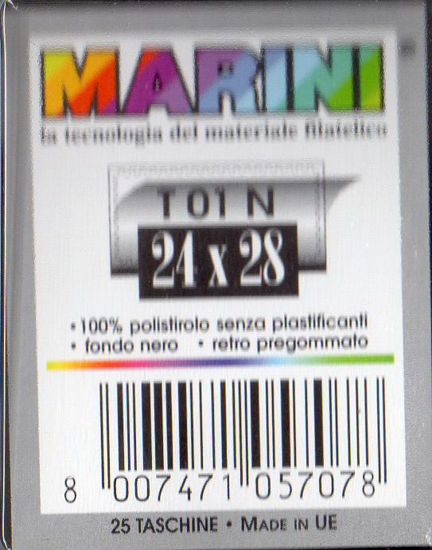 MARINI
la tecnologia del materiale filatelico
T 01 N
24 x 28
• 100% polistirolo senza plastificanti
• fondo nero • retro pregommato
8 007471 057078
25 TASCHINE • MADE IN UE